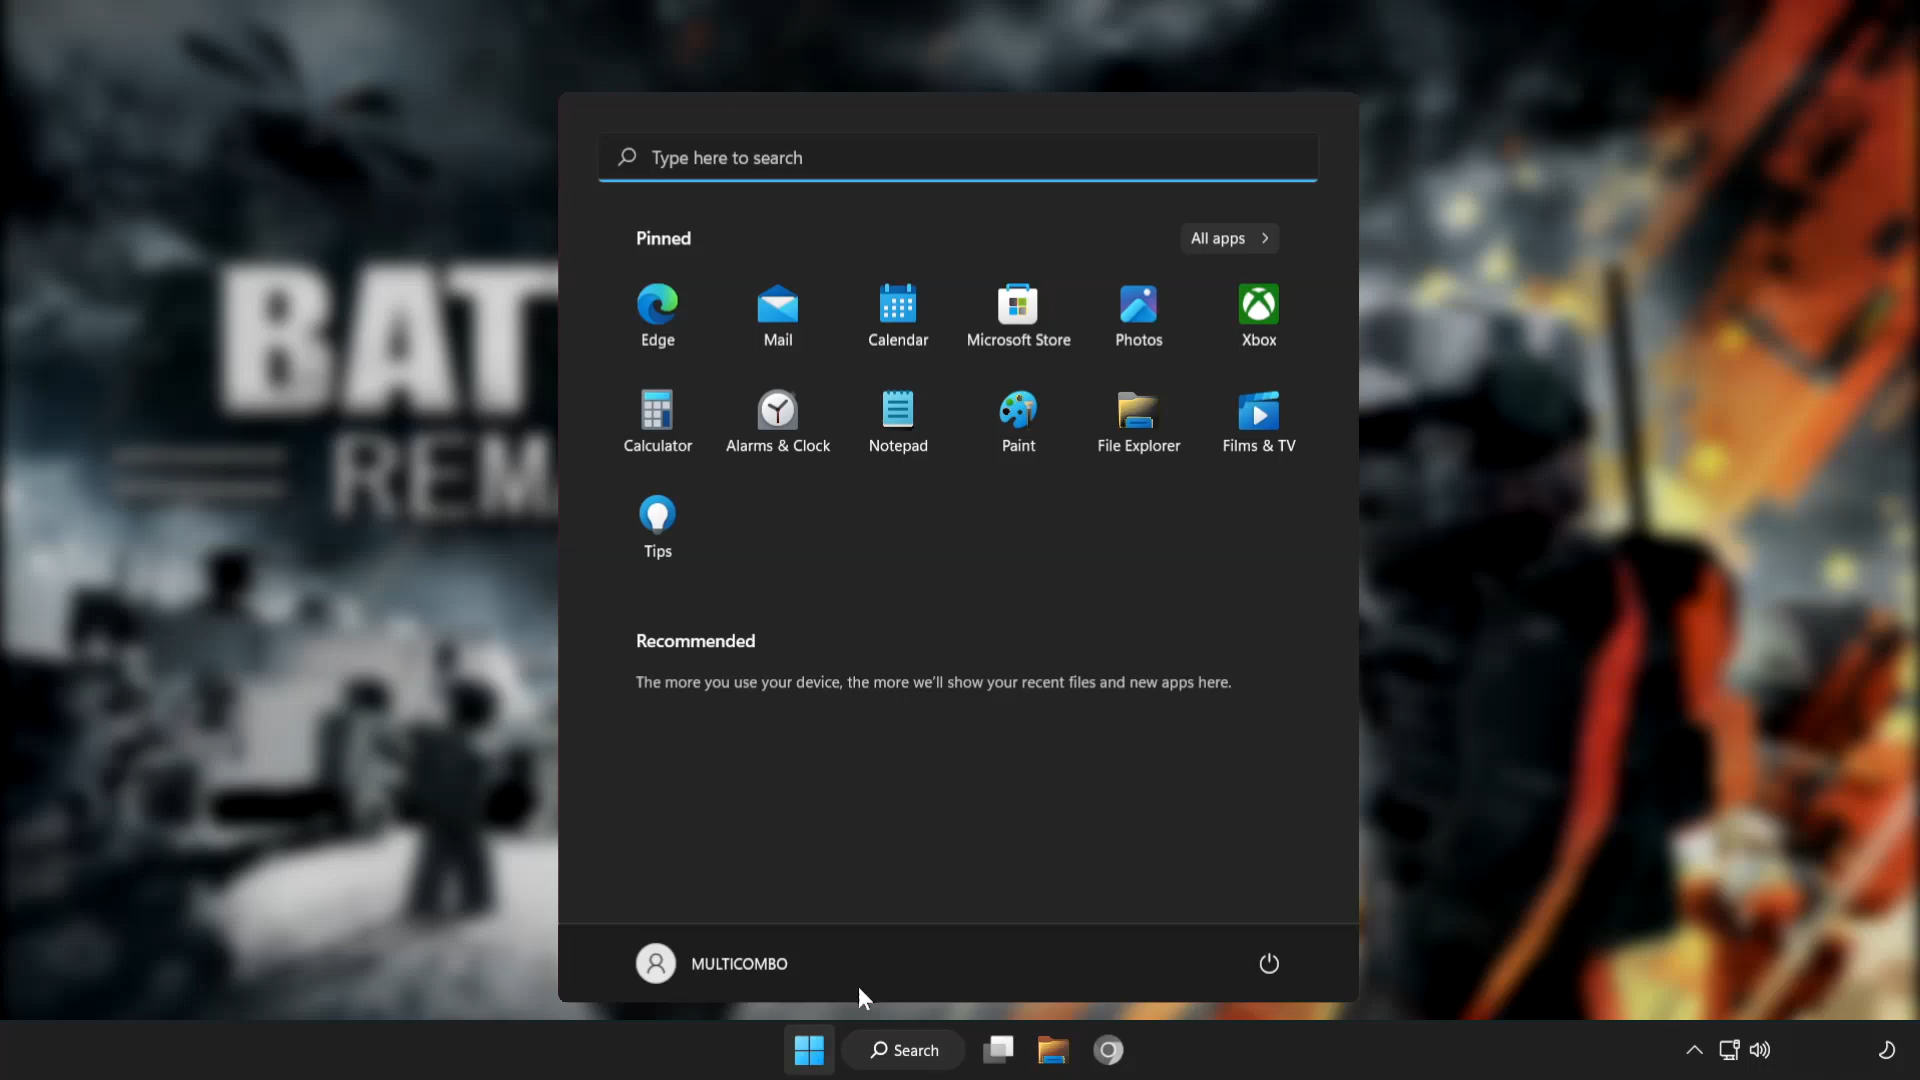 Type here to search
Pinned
All apps
Edge
Mail
Calendar
Microsoft Store
Photos
Xbox
Calculator
Alarms & Clock
Notepad
Paint
File Explorer
Films & TV
Tips
BAT
REM
Recommended
The more you use your device, the more we'll show your recent files and new apps here.
MULTICOMBO
Search